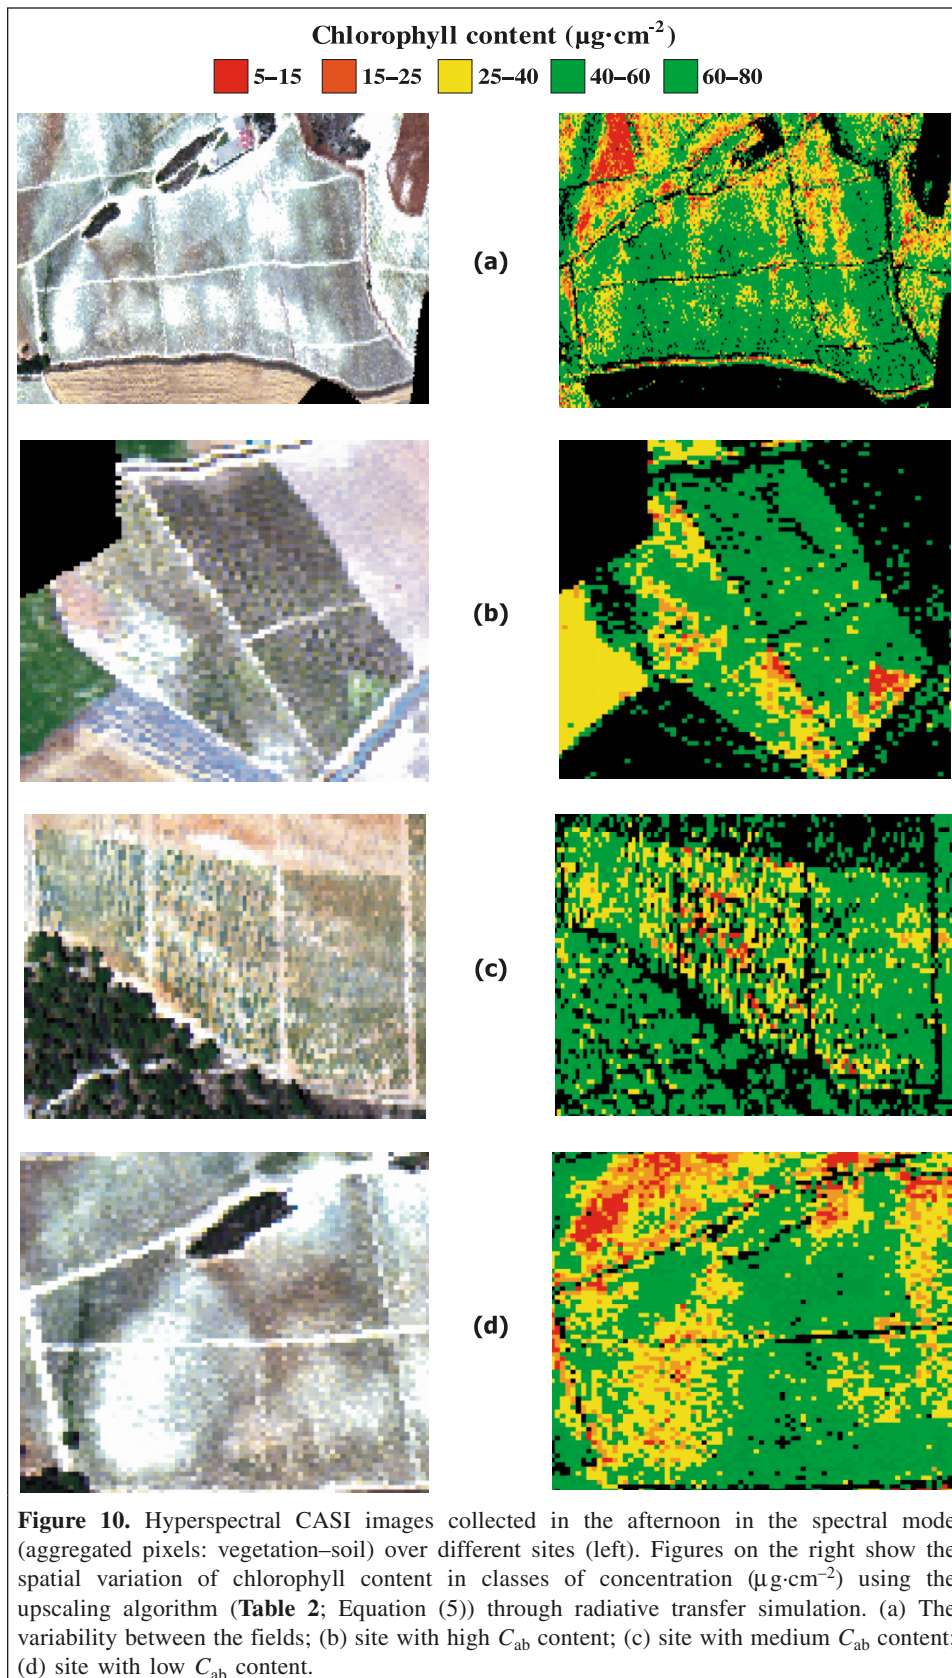 Chlorophyll content (µg·cm⁻²)
5–15 15–25 25–40 40–60 60–80
(a)
(b)
(c)
(d)
Figure 10. Hyperspectral CASI images collected in the afternoon in the spectral mode
(aggregated pixels: vegetation–soil) over different sites (left). Figures on the right show the
spatial variation of chlorophyll content in classes of concentration (µg·cm⁻²) using the
upscaling algorithm (Table 2; Equation (5)) through radiative transfer simulation. (a) The
variability between the fields; (b) site with high Cab content; (c) site with medium Cab content;
(d) site with low Cab content.